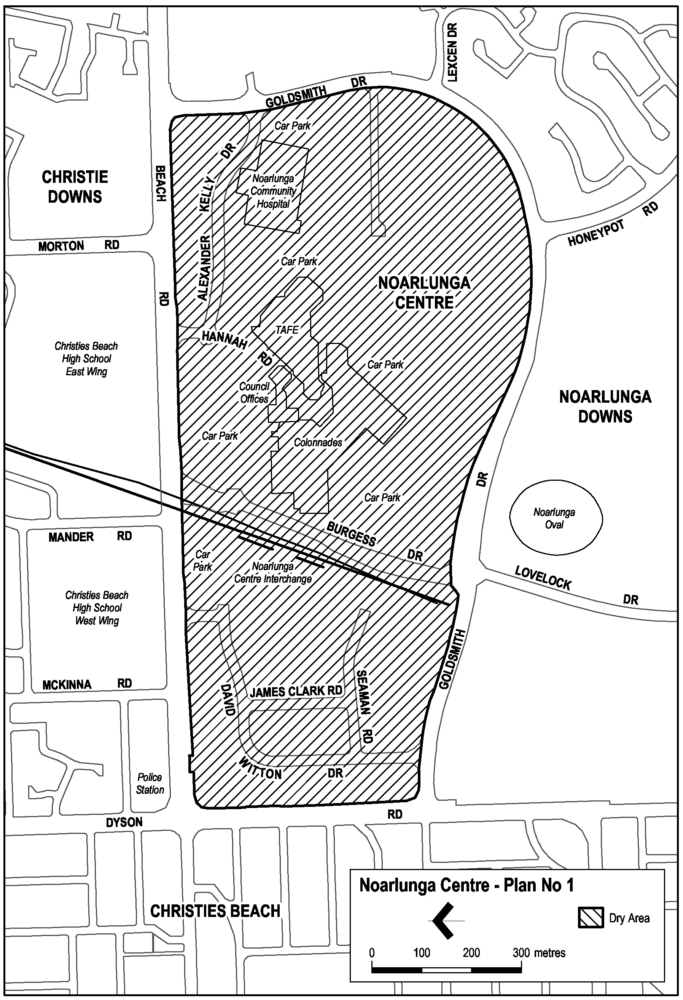 LEXCEN DR
GOLDSMITH DR
Car Park
BEACH RD
ALEXANDER KELLY DR
Noarlunga
Community
Hospital
CHRISTIE
DOWNS
HONEYPOT RD
MORTON RD
Car Park
NOARLUNGA
CENTRE
TAFE
HANNAH RD
Christies Beach
High School
East Wing
Car Park
Council
Offices
NOARLUNGA
DOWNS
Car Park
Colonnades
DR
Car Park
Noarlunga
Oval
BURGESS DR
MANDER RD
Car
Park
Noarlunga
Centre Interchange
LOVELOCK DR
Christies Beach
High School
West Wing
GOLDSMITH
MCKINNA RD
DAVID
JAMES CLARK RD
SEAMAN RD
WITTON DR
Police
Station
DYSON RD
CHRISTIES BEACH
Noarlunga Centre - Plan No 1
Dry Area
0 100 200 300 metres